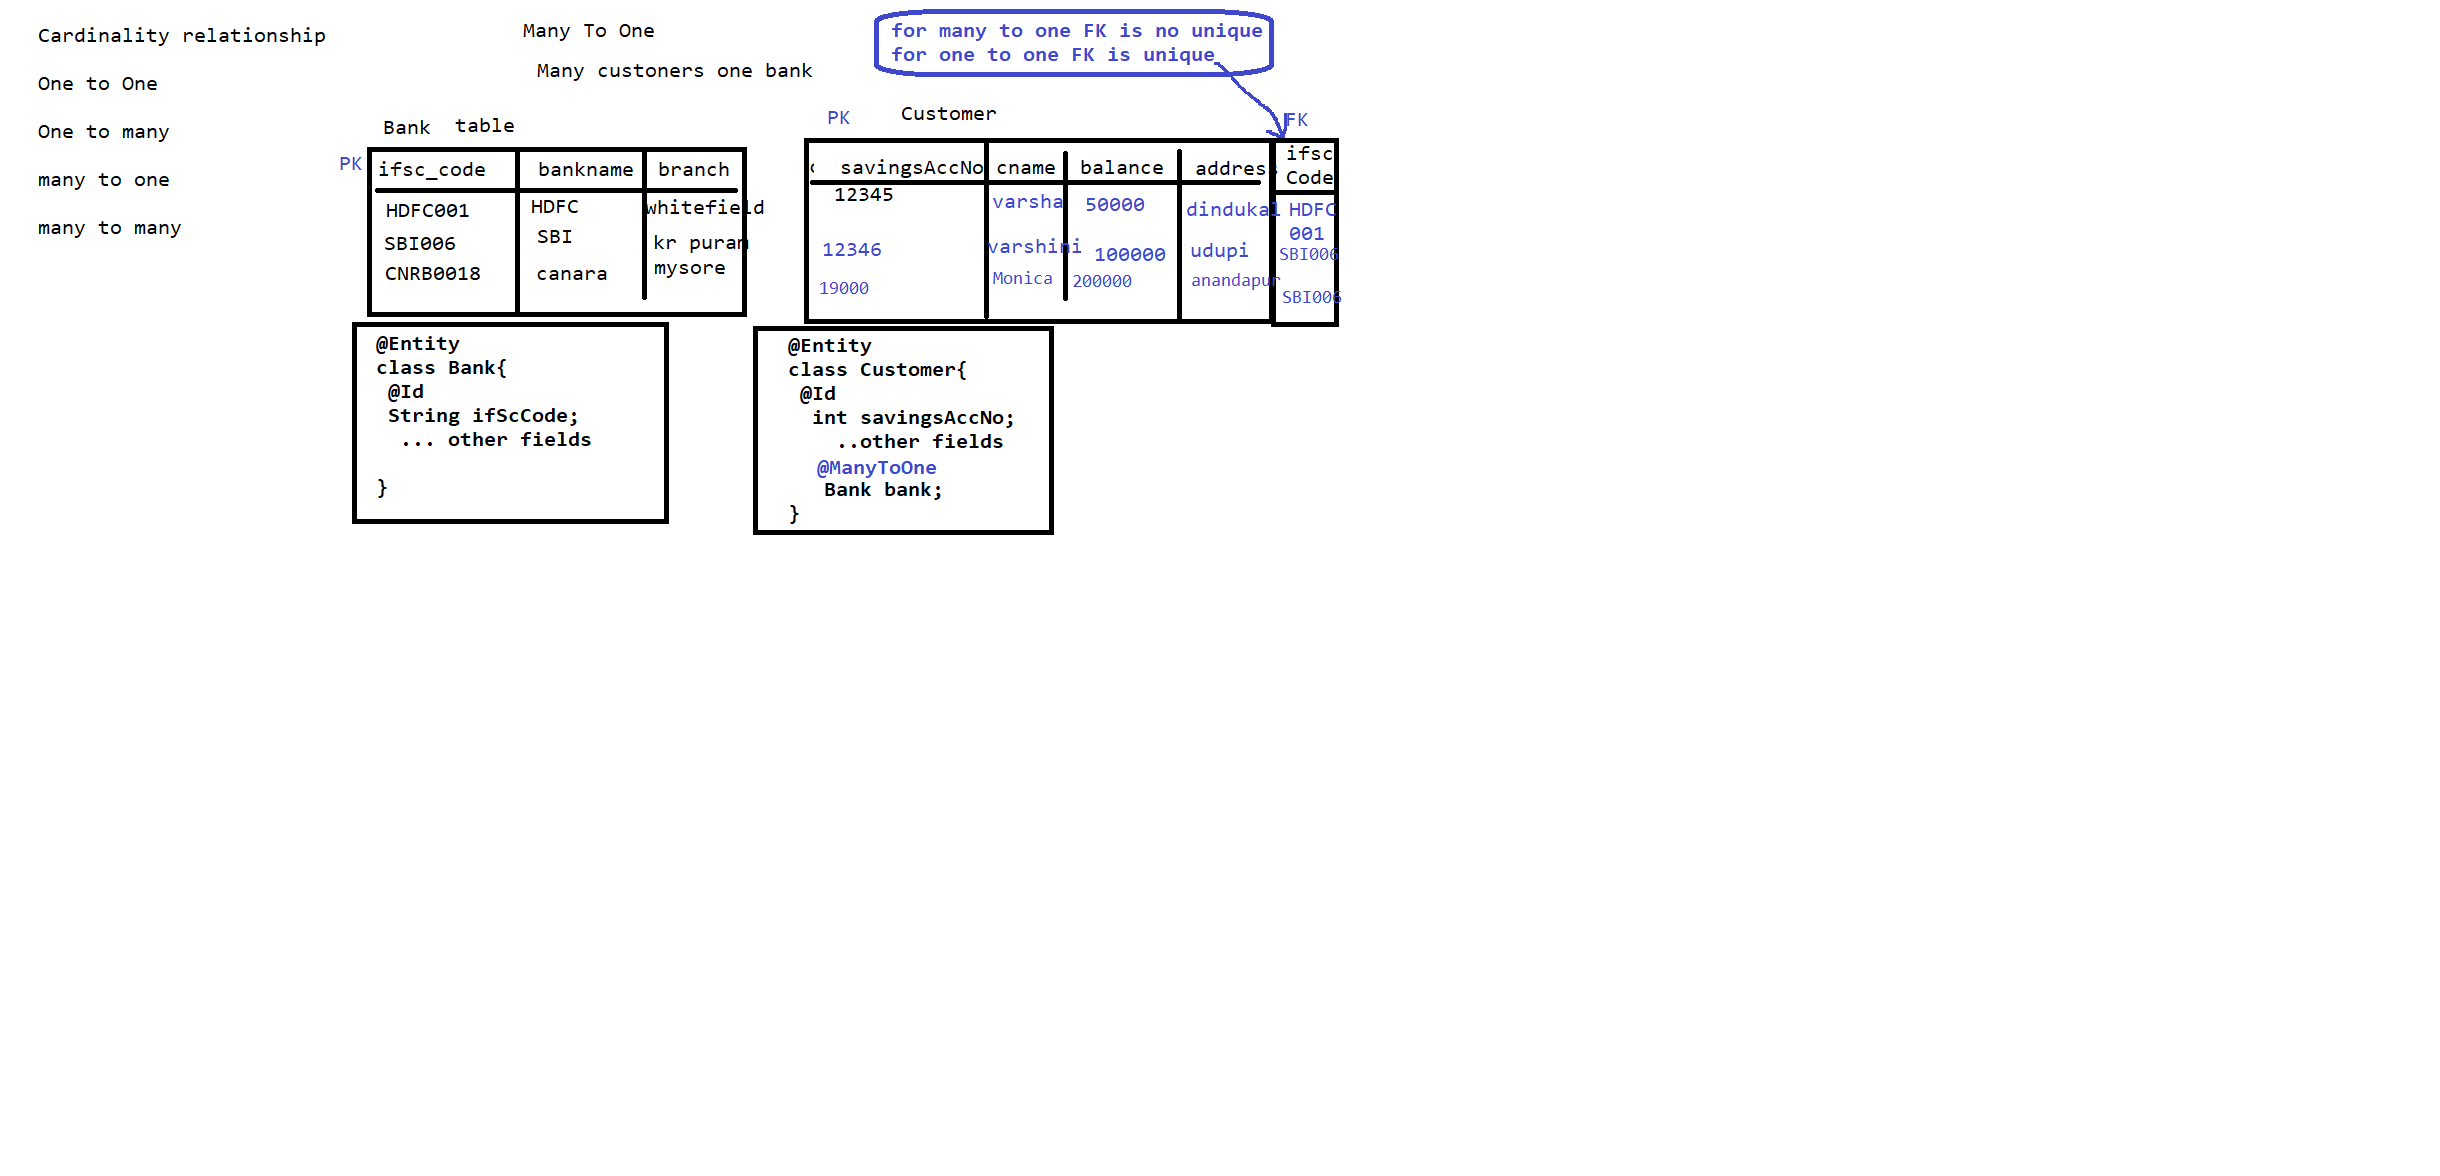 Cardinality relationship
One to One
One to many
many to one
many to many
Many To One
Many custoners one bank
for many to one FK is no unique
for one to one FK is unique
Bank table
PK
ifsc_code bankname branch
HDFC001 HDFC whitefield
SBI006 SBI kr puram
CNRB0018 canara mysore
PK Customer FK
savingsAccNo cname balance address ifsc
Code
12345 varsha 50000 dindukal HDFC
001
12346 varshini 100000 udupi SBI006
19000 Monica 200000 anandapur SBI006
@Entity
class Bank{
@Id
String ifScCode;
... other fields
}
@Entity
class Customer{
@Id
int savingsAccNo;
..other fields
@ManyToOne
Bank bank;
}